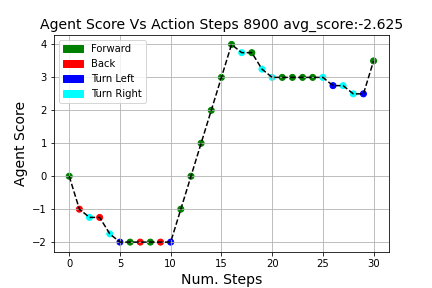 Agent Score Vs Action Steps 8900 avg_score:-2.625
Agent Score
4
3
2
1
0
−1
−2
Forward
Back
Turn Left
Turn Right
0 5 10 15 20 25 30
Num. Steps